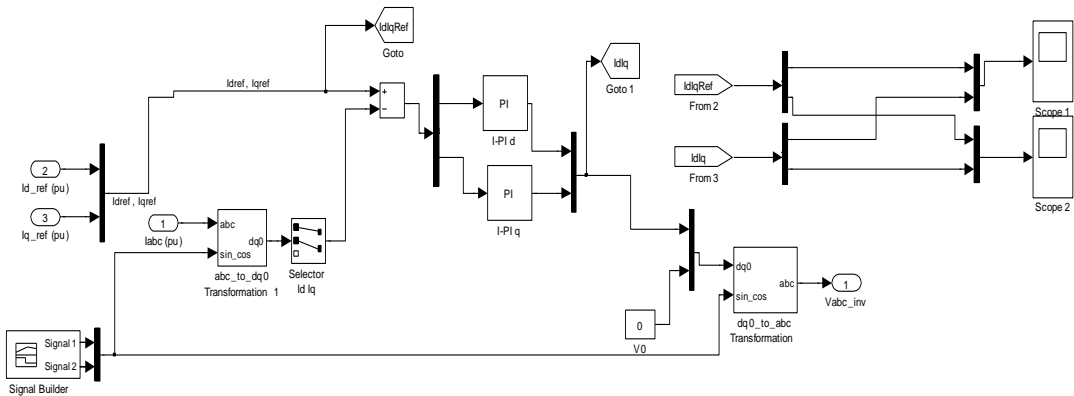 IdIqRef
Goto
Idref, Iqref
+
−
PI
I-PI d
PI
I-PI q
IdIq
Goto 1
IdIqRef
From 2
IdIq
From 3
Scope 1
Scope 2
2
Id_ref (pu)
3
Iq_ref (pu)
Idref , Iqref
1
Iabc (pu)
abc
dq0
sin_cos
abc_to_dq0
Transformation 1
Selector
Id Iq
0
V0
dq0
abc
sin_cos
dq0_to_abc
Transformation
1
Vabc_inv
Signal 1
Signal 2
Signal Builder